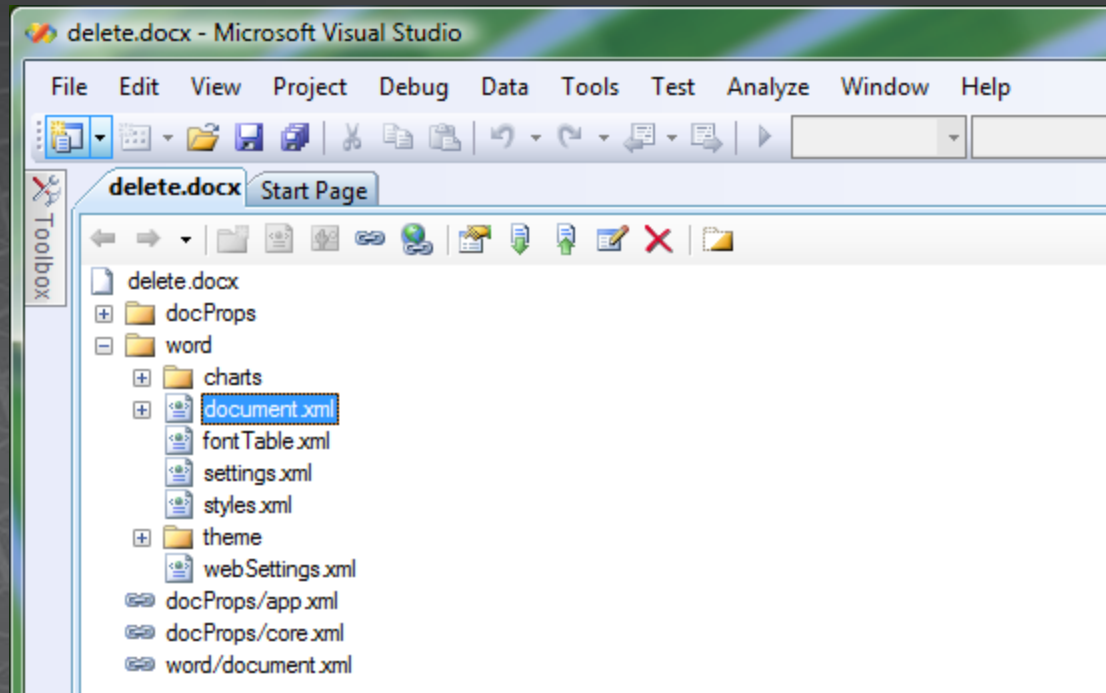 delete.docx - Microsoft Visual Studio
File Edit View Project Debug Data Tools Test Analyze Window Help
delete.docx Start Page
Toolbox
delete.docx
docProps
word
charts
document.xml
fontTable.xml
settings.xml
styles.xml
theme
webSettings.xml
docProps/app.xml
docProps/core.xml
word/document.xml